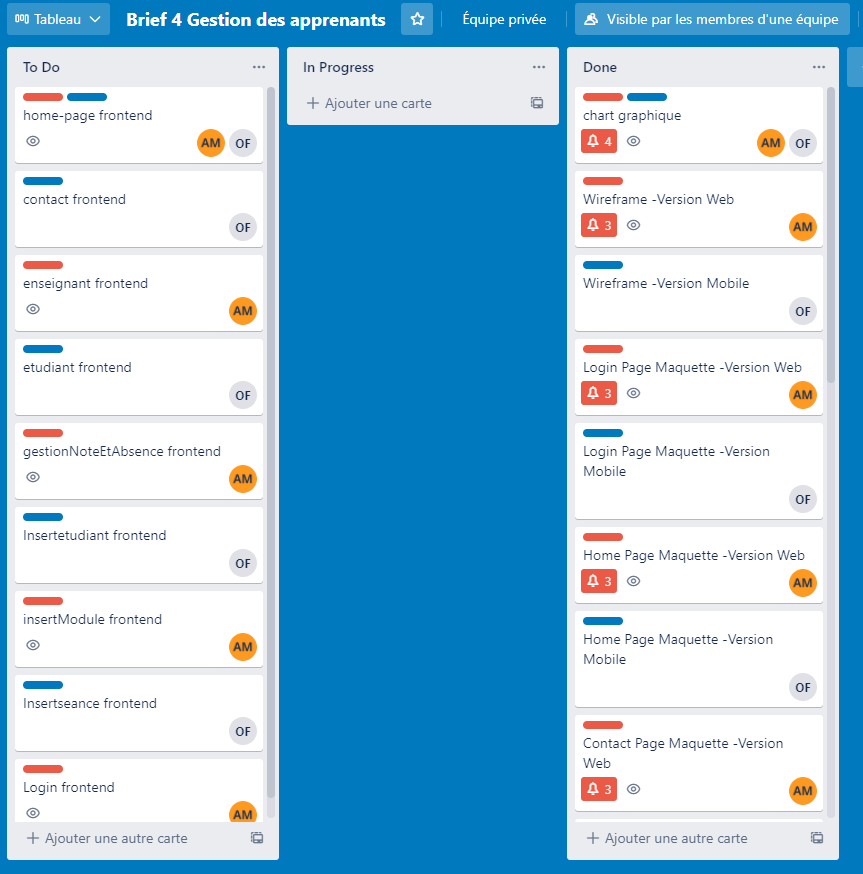 Tableau
Brief 4 Gestion des apprenants
Équipe privée
Visible par les membres d'une équipe
To Do
home-page frontend
AM OF
contact frontend
OF
enseignant frontend
AM
etudiant frontend
OF
gestionNoteEtAbsence frontend
AM
Insertetudiant frontend
OF
insertModule frontend
AM
Insertseance frontend
OF
Login frontend
AM
Ajouter une autre carte
In Progress
Ajouter une carte
Done
chart graphique
4 AM OF
Wireframe -Version Web
3 AM
Wireframe -Version Mobile
OF
Login Page Maquette -Version Web
3 AM
Login Page Maquette -Version
Mobile
OF
Home Page Maquette -Version Web
3 AM
Home Page Maquette -Version
Mobile
OF
Contact Page Maquette -Version
Web
3 AM
Ajouter une autre carte